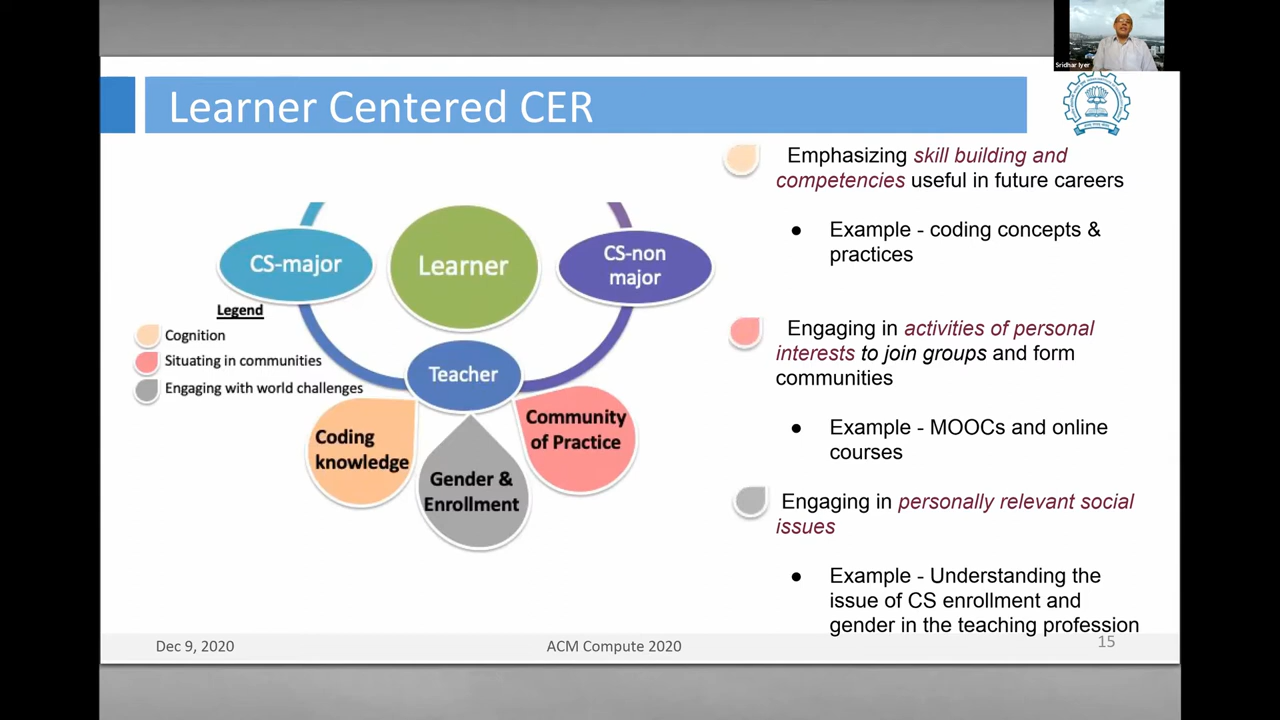 Sridhar Iyer
Learner Centered CER
CS-major
Learner
CS-non
major
Legend
Cognition
Situating in communities
Engaging with world challenges
Teacher
Coding
knowledge
Gender &
Enrollment
Community
of Practice
Emphasizing skill building and
competencies useful in future careers
● Example - coding concepts &
practices
Engaging in activities of personal
interests to join groups and form
communities
● Example - MOOCs and online
courses
Engaging in personally relevant social
issues
● Example - Understanding the
issue of CS enrollment and
gender in the teaching profession
Dec 9, 2020
ACM Compute 2020
15